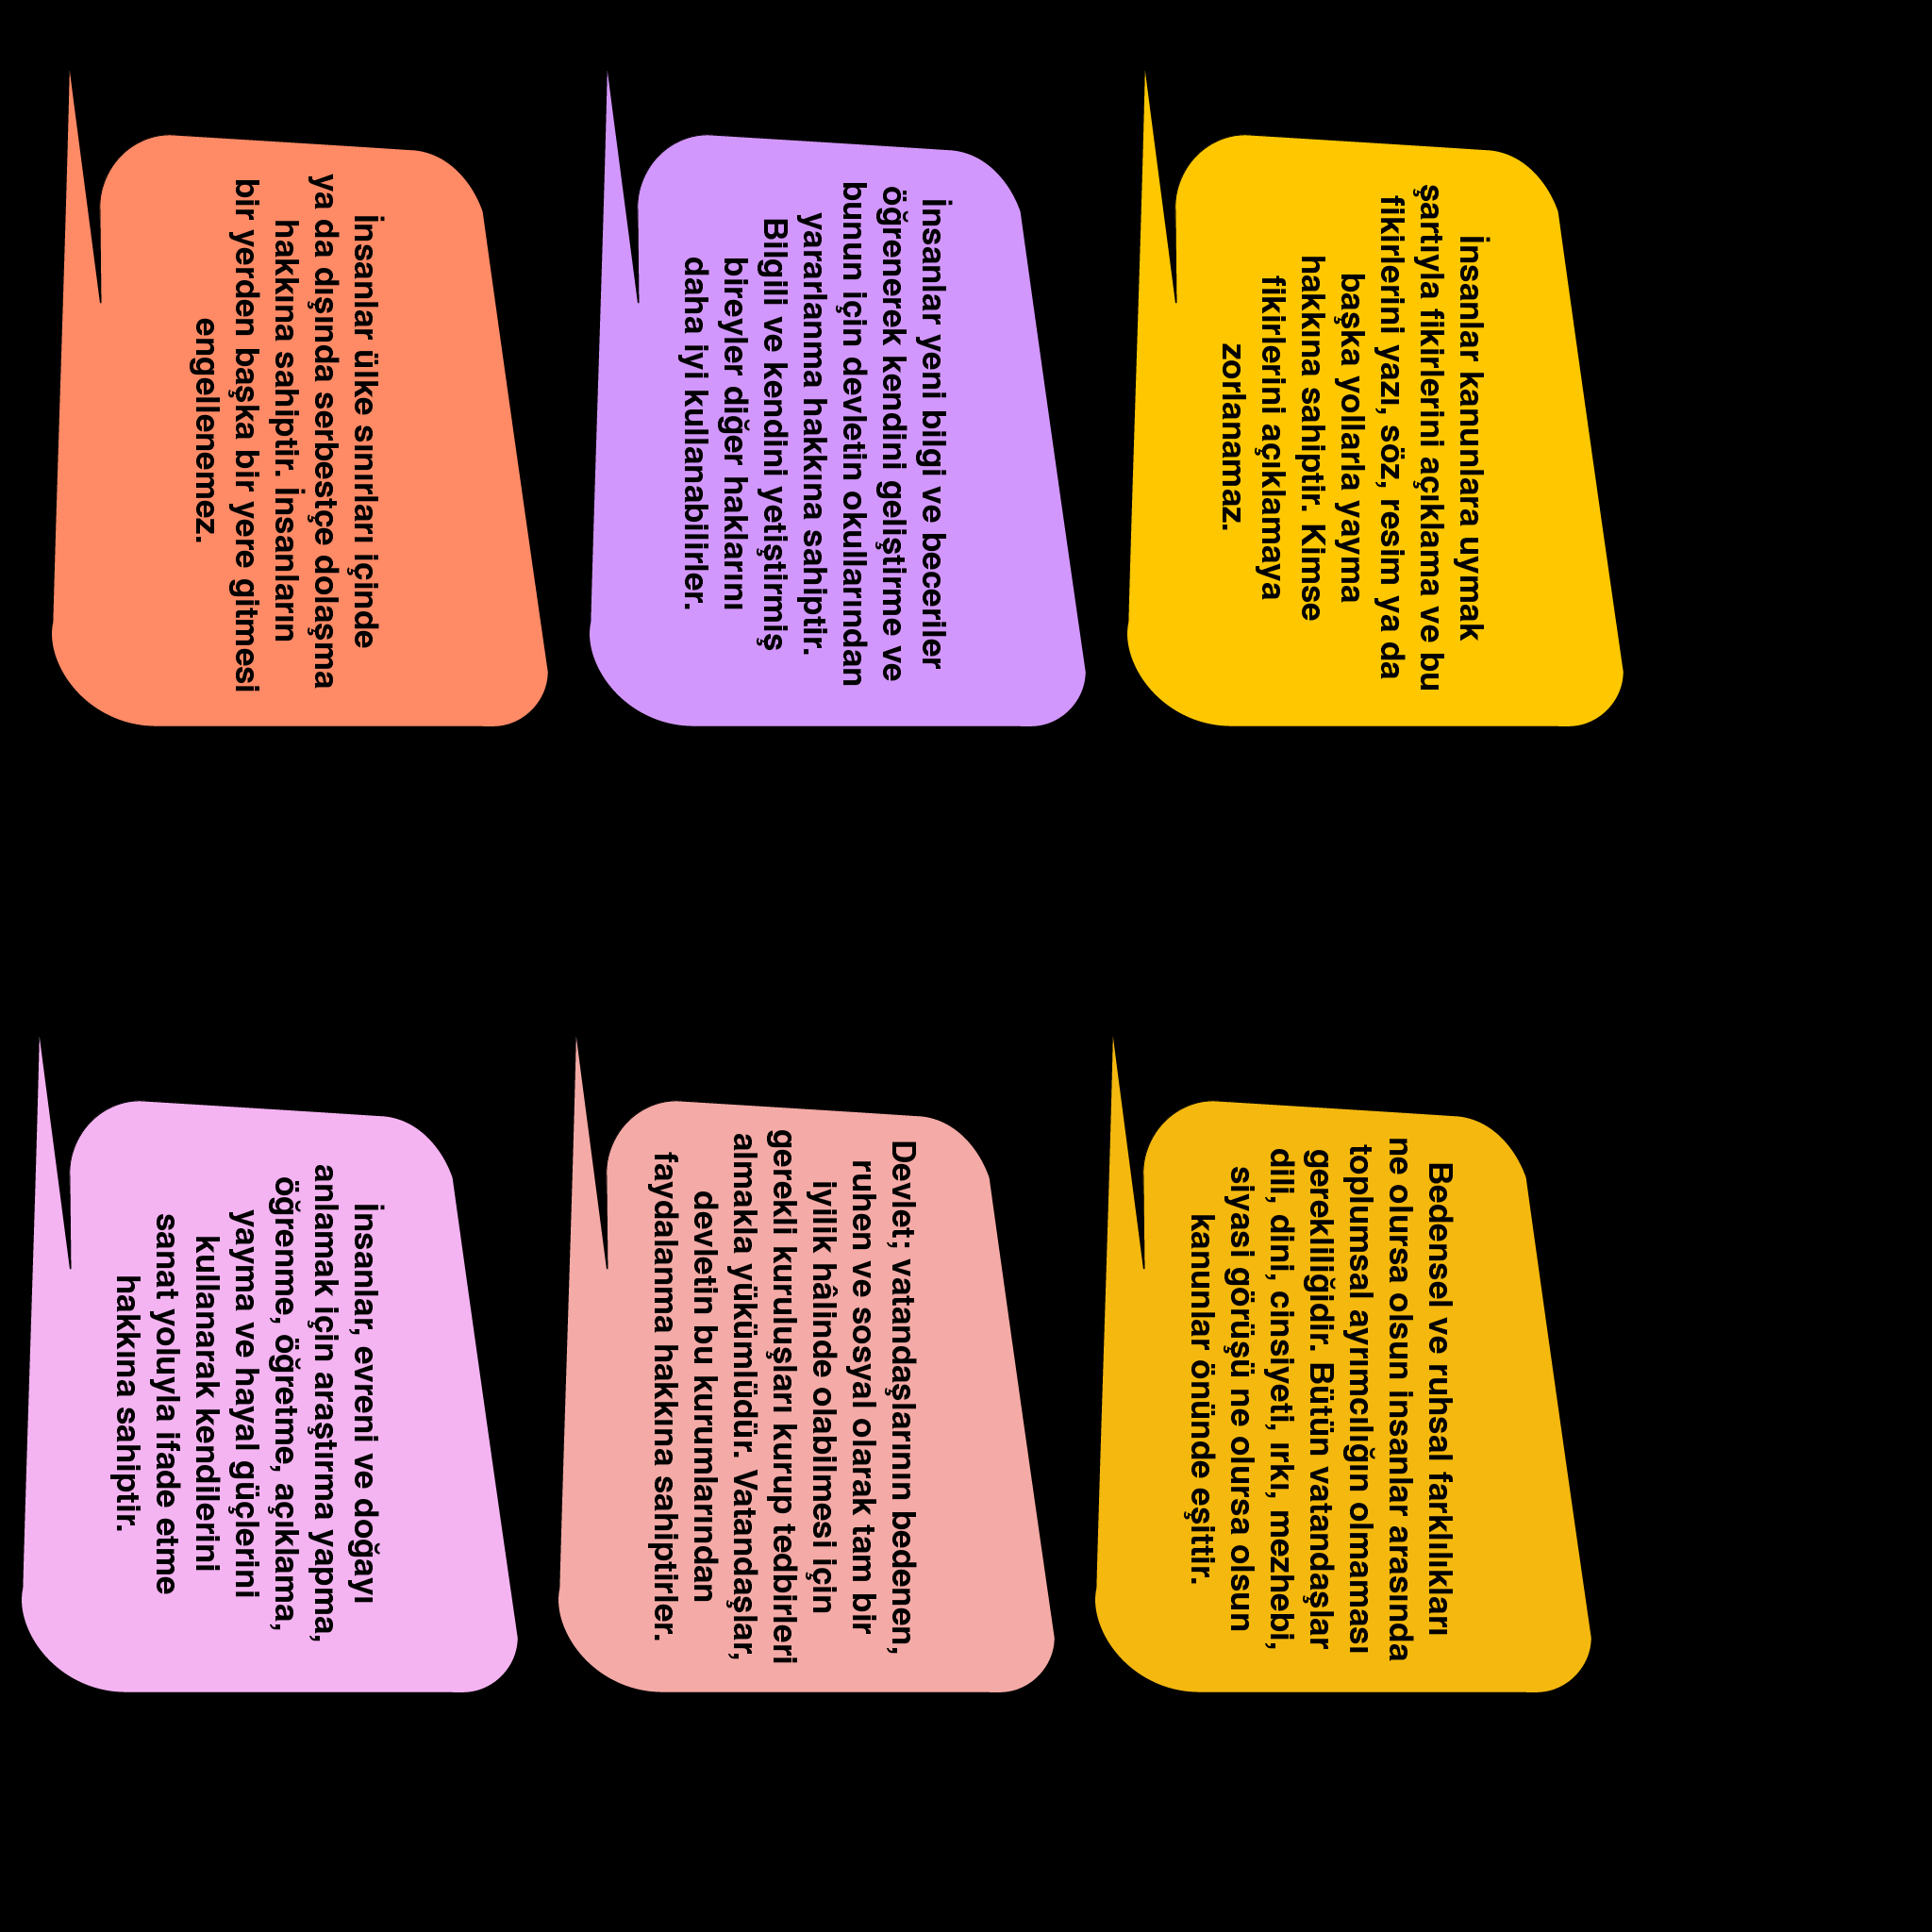 İnsanlar ülke sınırları içinde
ya da dışında serbestçe dolaşma
hakkına sahiptir. İnsanların
bir yerden başka bir yere gitmesi
engellenemez.
İnsanlar yeni bilgi ve beceriler
öğrenerek kendini geliştirme ve
bunun için devletin okullarından
yararlanma hakkına sahiptir.
Bilgili ve kendini yetiştirmiş
bireyler diğer haklarını
daha iyi kullanabilirler.
İnsanlar kanunlara uymak
şartıyla fikirlerini açıklama ve bu
fikirlerini yazı, söz, resim ya da
başka yollarla yayma
hakkına sahiptir. Kimse
fikirlerini açıklamaya
zorlanamaz.
İnsanlar, evreni ve doğayı
anlamak için araştırma yapma,
öğrenme, öğretme, açıklama,
yayma ve hayal güçlerini
kullanarak kendilerini
sanat yoluyla ifade etme
hakkına sahiptir.
Devlet; vatandaşlarının bedenen,
ruhen ve sosyal olarak tam bir
iyilik hâlinde olabilmesi için
gerekli kuruluşları kurup tedbirleri
almakla yükümlüdür. Vatandaşlar,
devletin bu kurumlarından
faydalanma hakkına sahiptirler.
Bedensel ve ruhsal farklılıkları
ne olursa olsun insanlar arasında
toplumsal ayrımcılığın olmaması
gerekliliğidir. Bütün vatandaşlar
dili, dini, cinsiyeti, ırkı, mezhebi,
siyasi görüşü ne olursa olsun
kanunlar önünde eşittir.